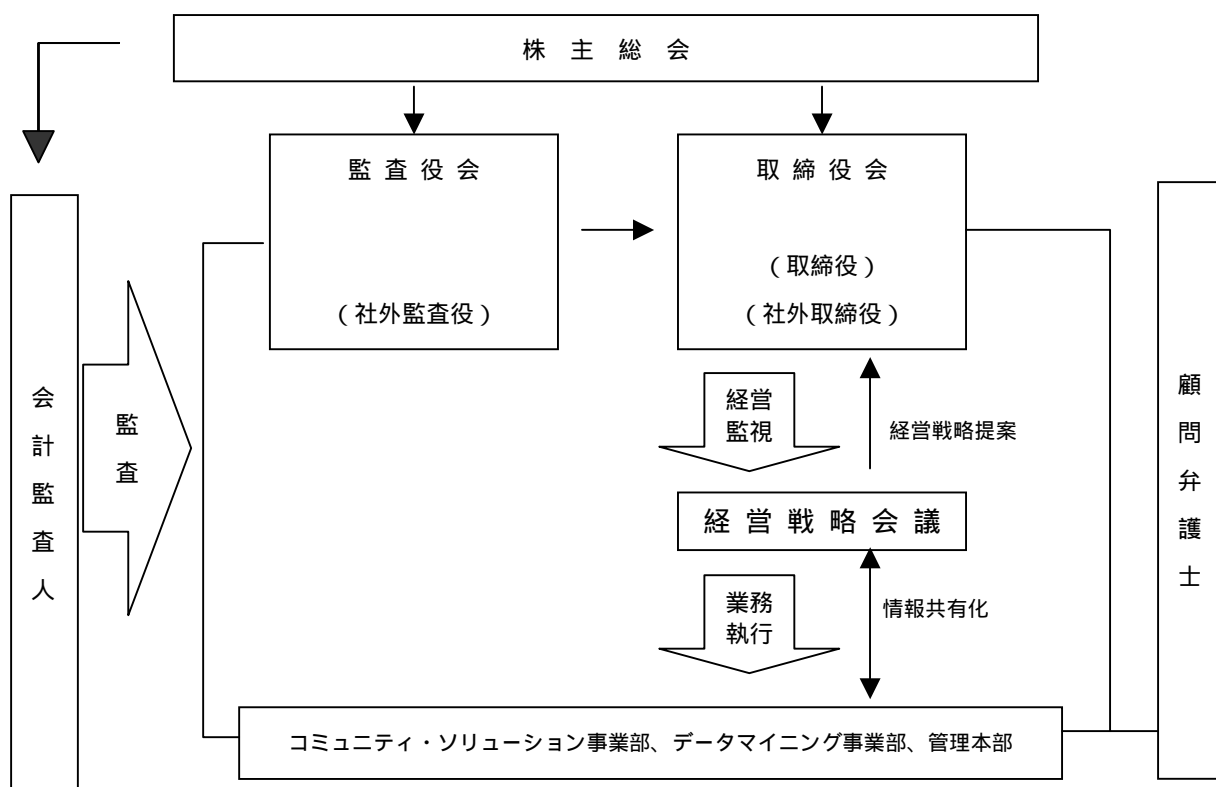 株主総会
監査役会
(社外監査役)
取締役会
(取締役)
(社外取締役)
会計監査人
監査
経営
監視
経営戦略提案
経営戦略会議
業務
執行
情報共有化
コミュニティ・ソリューション事業部、データマイニング事業部、管理本部
顧問弁護士